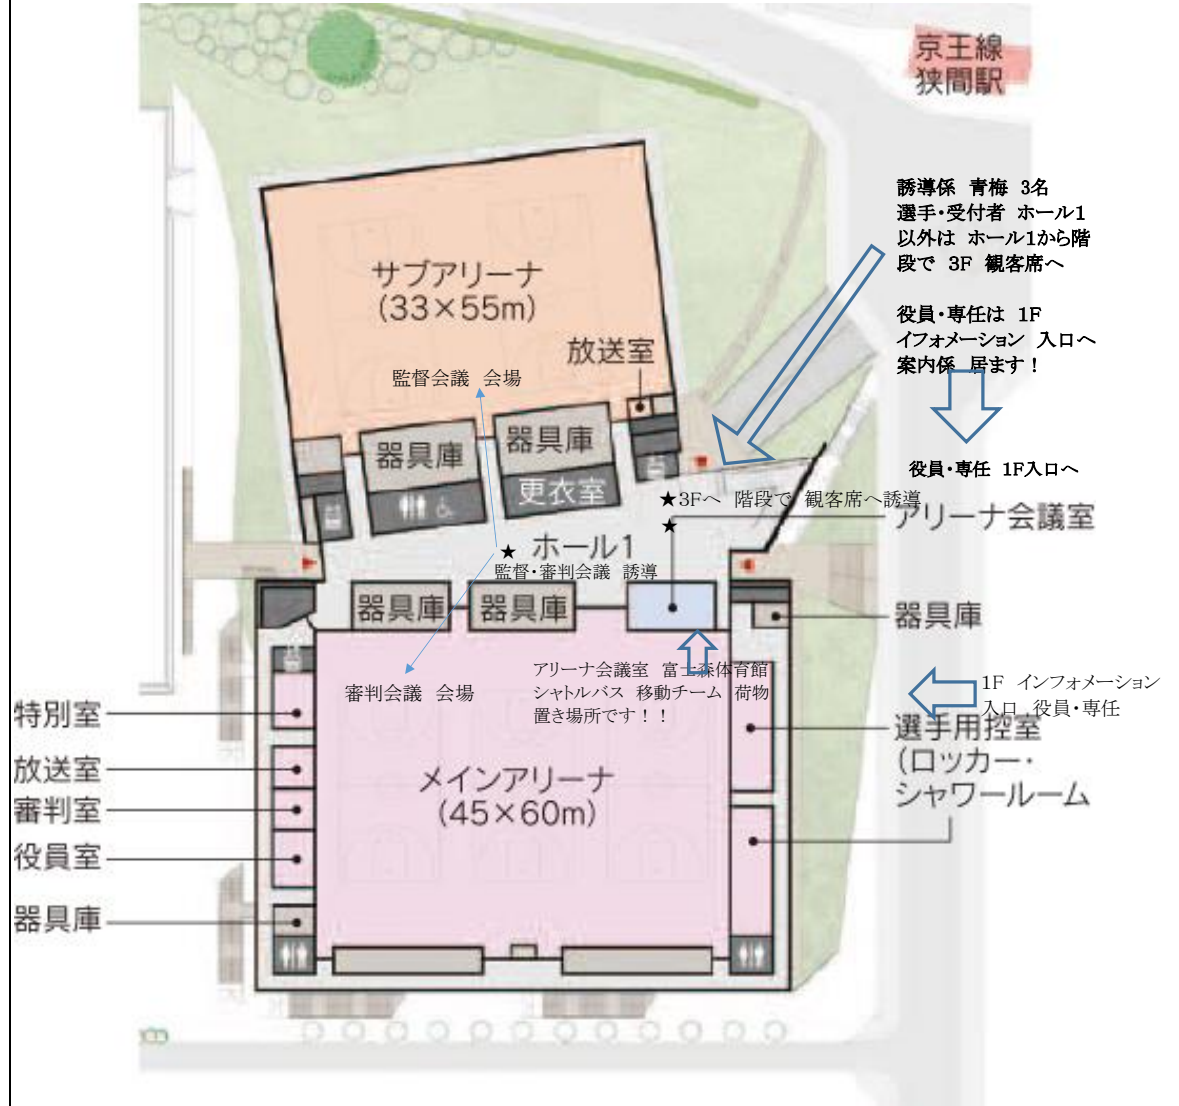 京王線
狭間駅
誘導係 青梅 3名
選手・受付者 ホール1
以外は ホール1から階
段で 3F 観客席へ
役員・専任は 1F
イフォメーション 入口へ
案内係 居ます！
役員・専任 1F入口へ
サブアリーナ
(33×55m)
放送室
監督会議 会場
器具庫
器具庫
更衣室
★3Fへ 階段で 観客席へ誘導
★
アリーナ会議室
★ ホール1
監督・審判会議 誘導
器具庫
器具庫
器具庫
アリーナ会議室 富士森体育館
シャトルバス 移動チーム 荷物
置き場所です！！
審判会議 会場
1F インフォメーション
入口 役員・専任
特別室
放送室
審判室
役員室
器具庫
メインアリーナ
(45×60m)
選手用控室
(ロッカー・
シャワールーム